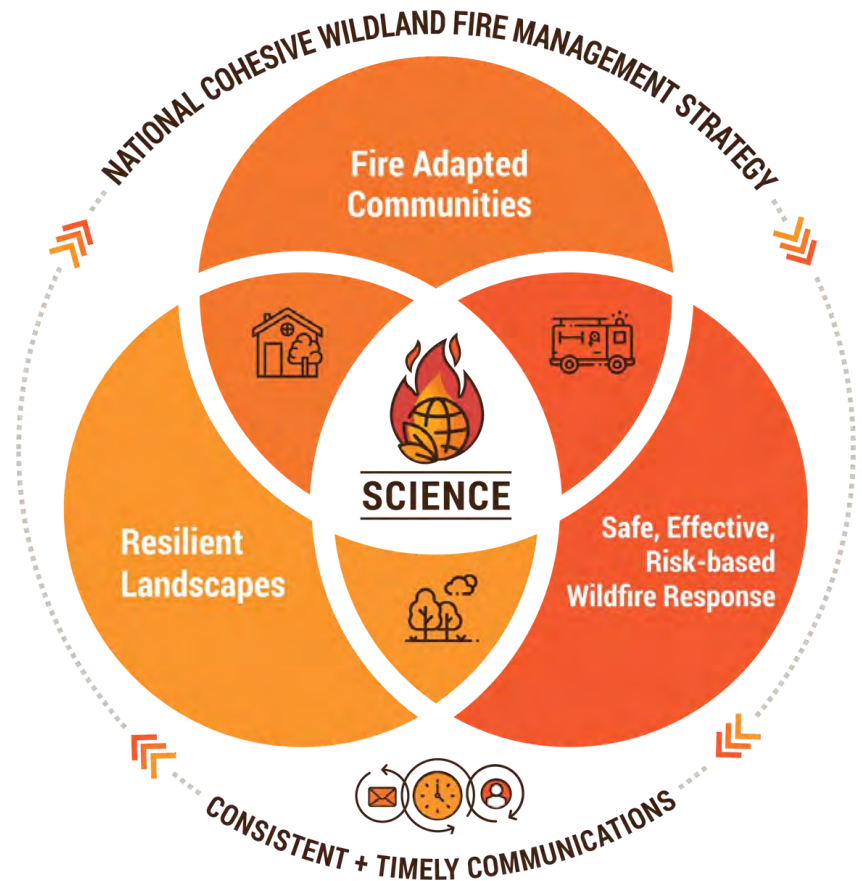 NATIONAL COHESIVE WILDLAND FIRE MANAGEMENT STRATEGY
Fire Adapted
Communities
SCIENCE
Resilient
Landscapes
Safe, Effective,
Risk-based
Wildfire Response
CONSISTENT + TIMELY COMMUNICATIONS